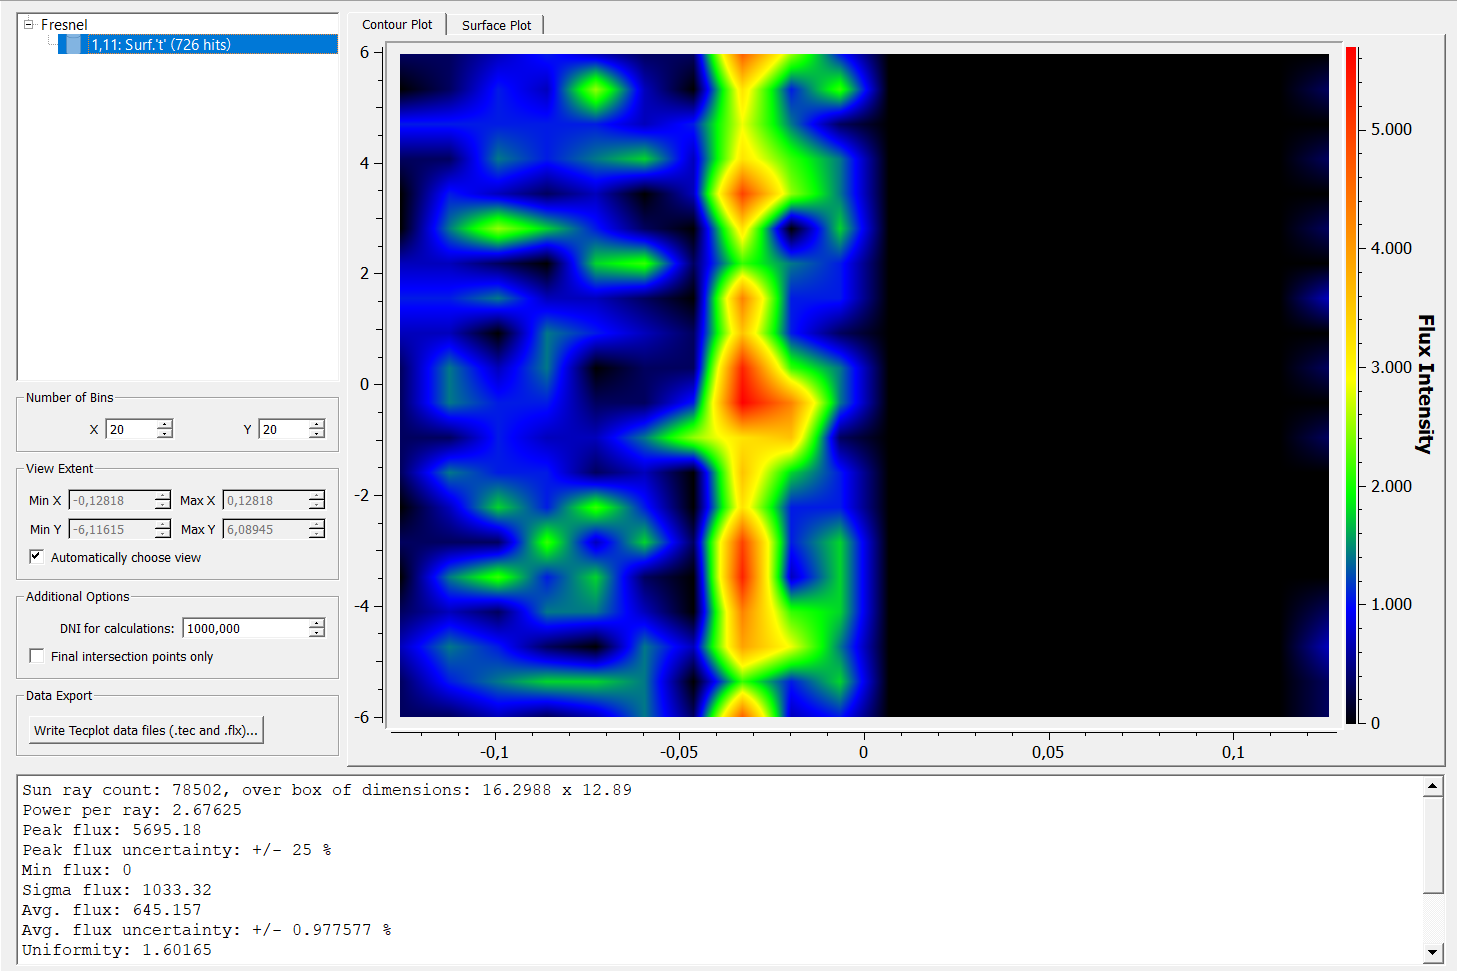 Fresnel
1,11: Surf.'t' (726 hits)
Number of Bins
X 20 Y 20
View Extent
Min X -0,12818 Max X 0,12818
Min Y -6,11615 Max Y 6,08945
Automatically choose view
Additional Options
DNI for calculations: 1000,000
Final intersection points only
Data Export
Write Tecplot data files (.tec and .flx)...
Contour Plot Surface Plot
6
4
2
0
-2
-4
-6
-0,1 -0,05 0 0,05 0,1
5.000
4.000
3.000
2.000
1.000
0
Flux Intensity
Sun ray count: 78502, over box of dimensions: 16.2988 x 12.89
Power per ray: 2.67625
Peak flux: 5695.18
Peak flux uncertainty: +/- 25 %
Min flux: 0
Sigma flux: 1033.32
Avg. flux: 645.157
Avg. flux uncertainty: +/- 0.977577 %
Uniformity: 1.60165